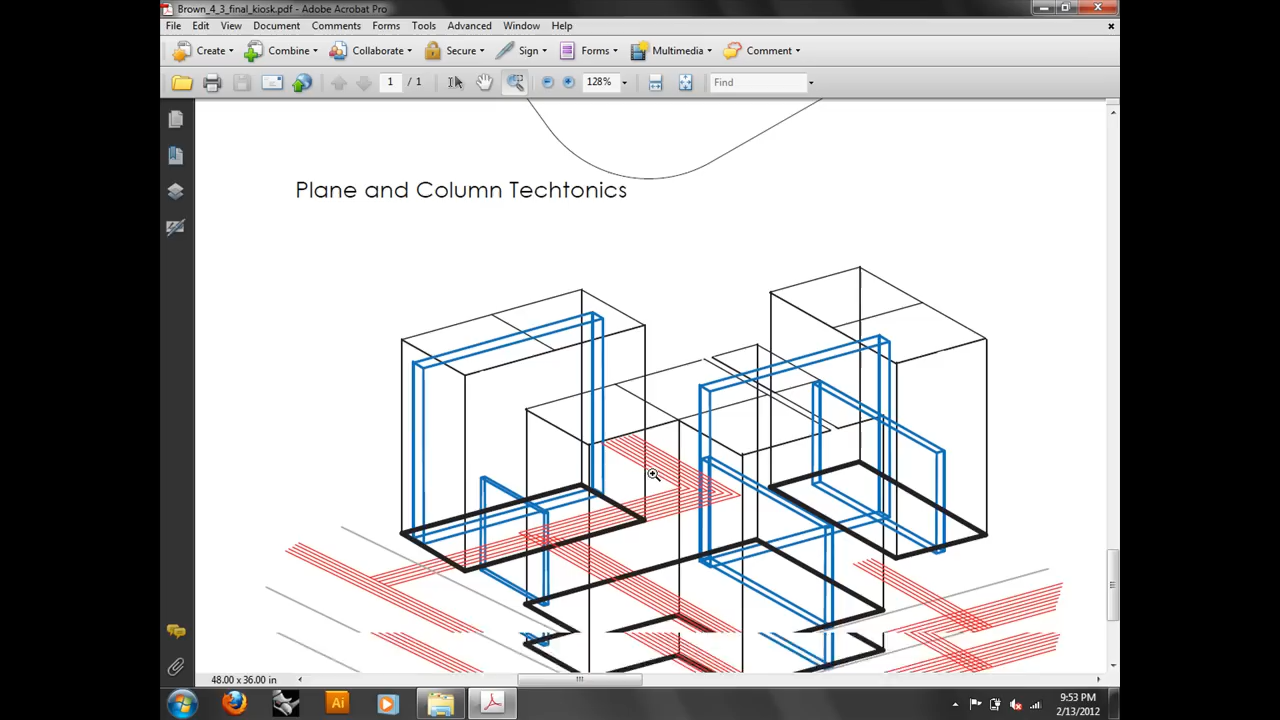 Brown_4_3_final_kiosk.pdf - Adobe Acrobat Pro
File Edit View Document Comments Forms Tools Advanced Window Help
Create Combine Collaborate Secure Sign Forms Multimedia Comment
1 / 1 128% Find
Plane and Column Techtonics
48.00 x 36.00 in
Ai
9:53 PM
2/13/2012